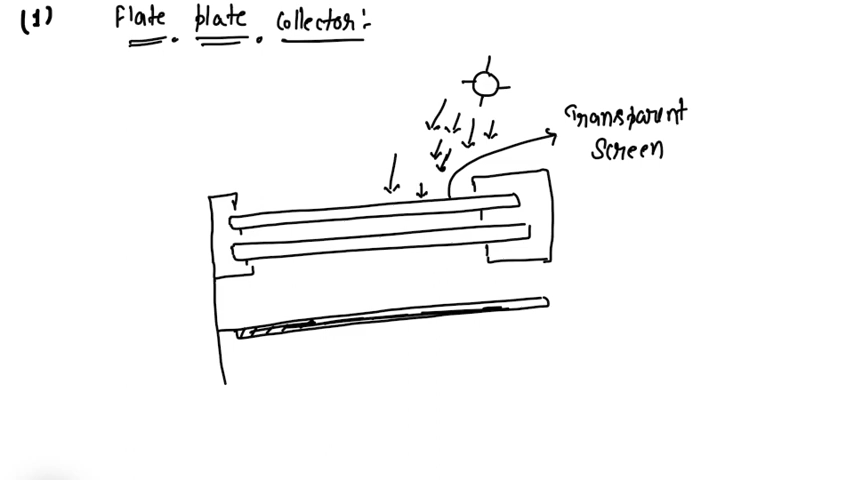 (1) Flate plate collector:-
Transparent
Screen